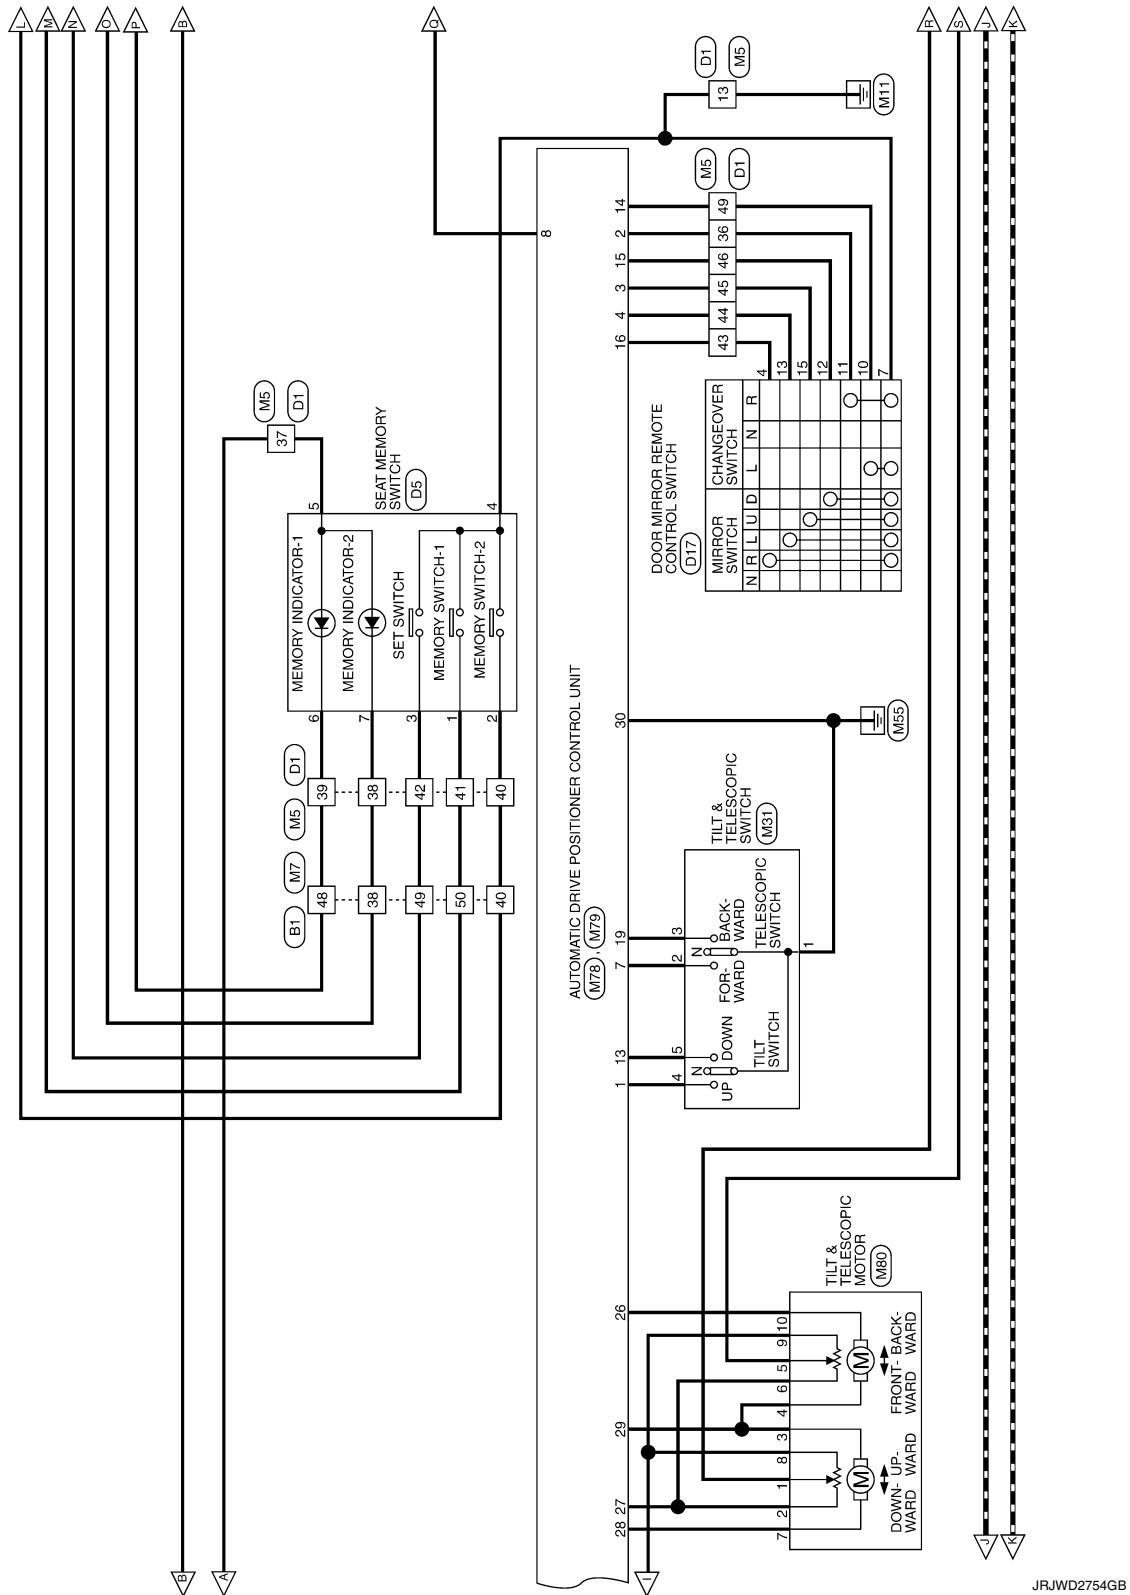 L
M
N
O
P
B
Q
R
S
J
K
D1
M5
13
M11
M5
D1
14
49
2
36
15
46
3
45
4
44
16
43
8
M5
D1
37
SEAT MEMORY
SWITCH
D5
5
4
MEMORY INDICATOR-1
MEMORY INDICATOR-2
SET SWITCH
MEMORY SWITCH-1
MEMORY SWITCH-2
6
7
3
1
2
D1
M5
39
38
42
41
40
M7
B1
48
38
49
50
40
DOOR MIRROR REMOTE
CONTROL SWITCH
D17
4
13
15
12
11
10
7
MIRROR
SWITCH
CHANGEOVER
SWITCH
N R L U D L N R
AUTOMATIC DRIVE POSITIONER CONTROL UNIT
M78 , M79
30
M55
TILT &
TELESCOPIC
SWITCH
M31
19
7
13
1
3
2
5
4
1
N
BACK-
WARD
FOR-
WARD
TELESCOPIC
SWITCH
N
DOWN
UP
TILT
SWITCH
TILT &
TELESCOPIC
MOTOR
M80
26
29
27
28
10
9
5
6
4
3
8
1
2
7
M
FRONT-
WARD
BACK-
WARD
M
DOWN-
WARD
UP-
WARD
B
A
I
J
K
JRJWD2754GB